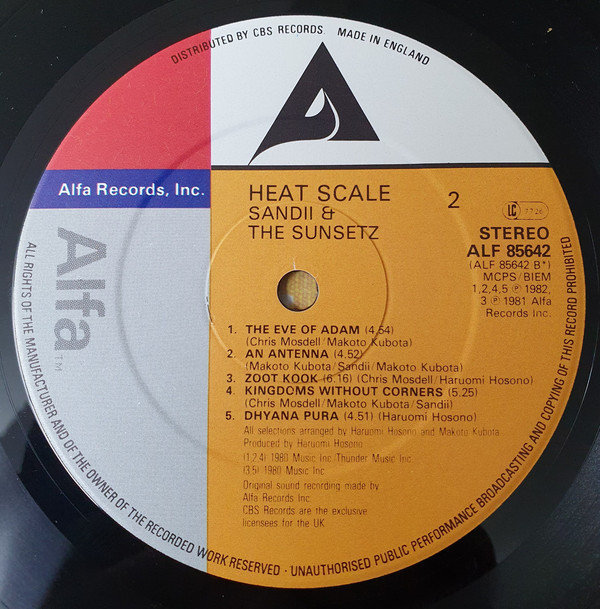 DISTRIBUTED BY CBS RECORDS. MADE IN ENGLAND
Alfa Records, Inc.
Alfa TM
HEAT SCALE
SANDII &
THE SUNSETZ
2
LC 7726
STEREO
ALF 85642
(ALF 85642 B*)
MCPS/BIEM
1,2,4,5 ℗ 1982,
3 ℗ 1981 Alfa
Records Inc.
1. THE EVE OF ADAM (4.54)
(Chris Mosdell/Makoto Kubota)
2. AN ANTENNA (4.52)
(Makoto Kubota/Sandii/Makoto Kubota)
3. ZOOT KOOK (6.16) (Chris Mosdell/Haruomi Hosono)
4. KINGDOMS WITHOUT CORNERS (5.25)
(Chris Mosdell/Makoto Kubota/Sandii)
5. DHYANA PURA (4.51) (Haruomi Hosono)
All selections arranged by Haruomi Hosono and Makoto Kubota
Produced by Haruomi Hosono
(1,2,4) 1980 Music Inc Thunder Music Inc.
(3,5) 1980 Music Inc
Original sound recording made by
Alfa Records Inc.
CBS Records are the exclusive
licensees for the UK
ALL RIGHTS OF THE MANUFACTURER AND OF THE OWNER OF THE RECORDED WORK RESERVED · UNAUTHORISED PUBLIC PERFORMANCE BROADCASTING AND COPYING OF THIS RECORD PROHIBITED